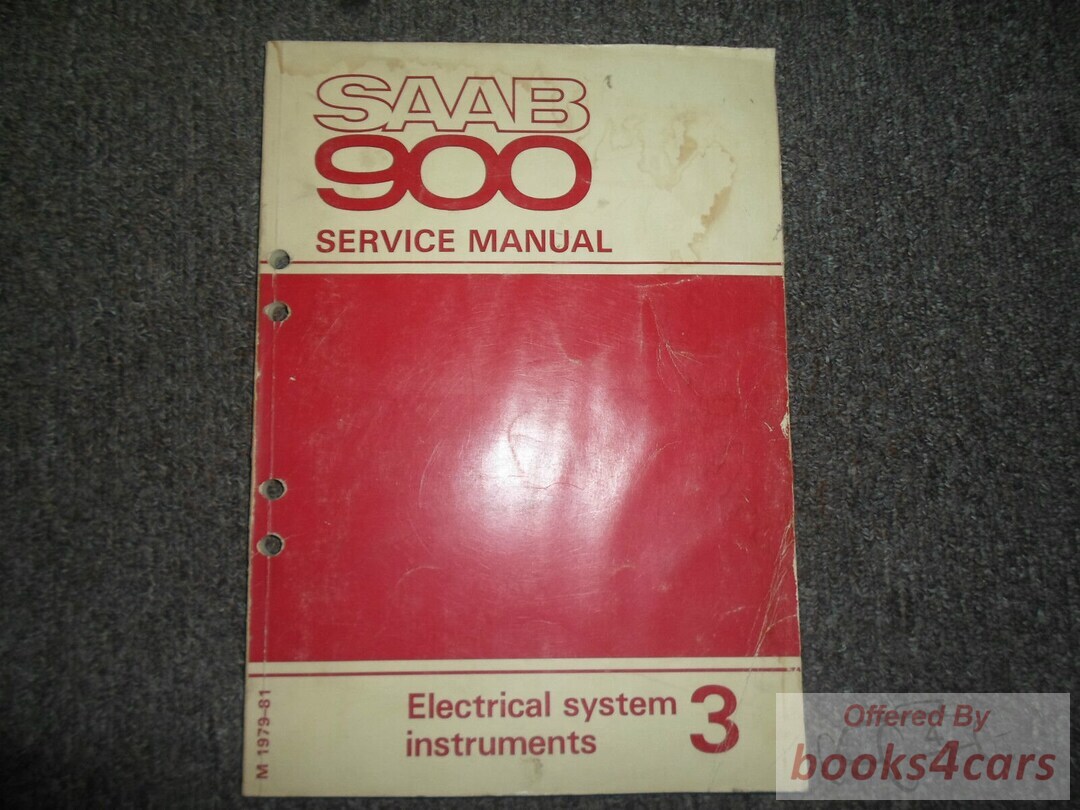 SAAB
900
SERVICE MANUAL
Electrical system
instruments
3
M 1979-81
Offered By
books4cars